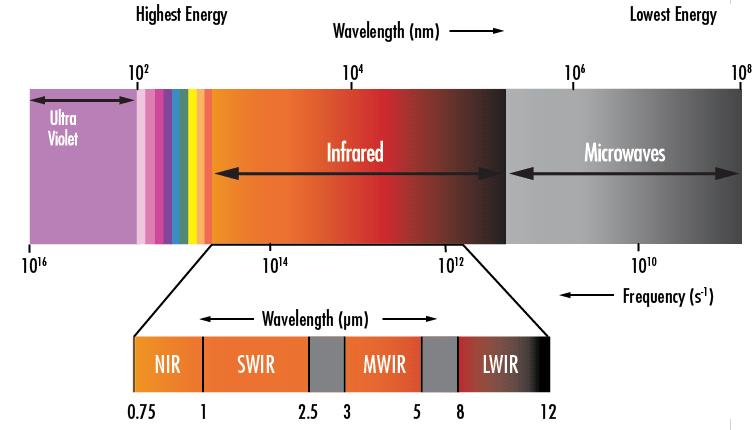 Highest Energy
Lowest Energy
Wavelength (nm)
10² 10⁴ 10⁶ 10⁸
Ultra
Violet
Infrared
Microwaves
10¹⁶ 10¹⁴ 10¹² 10¹⁰
Frequency (s⁻¹)
Wavelength (µm)
NIR SWIR MWIR LWIR
0.75 1 2.5 3 5 8 12